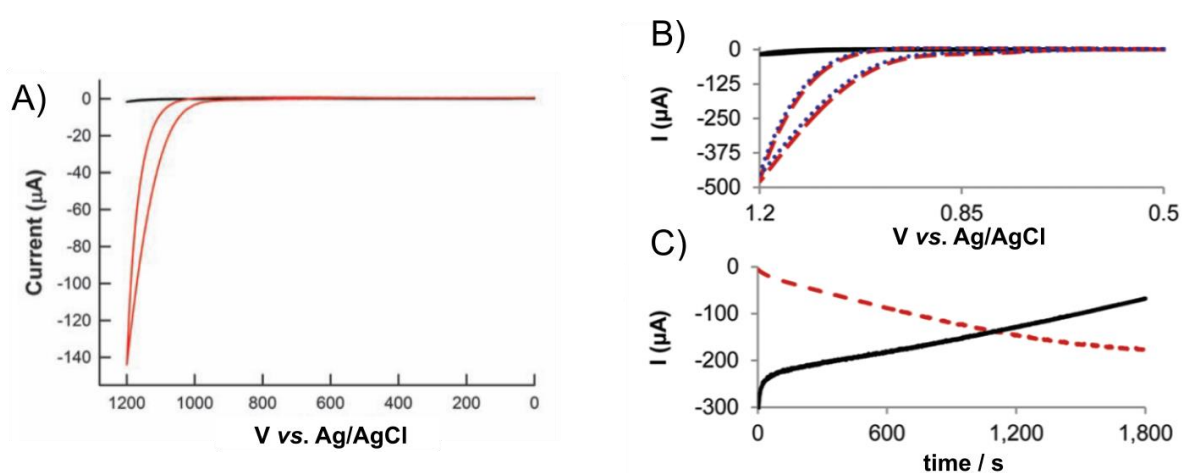 A)
0
-20
-40
-60
-80
-100
-120
-140
Current (µA)
1200 1000 800 600 400 200 0
V vs. Ag/AgCl
B)
0
-125
-250
-375
-500
I (µA)
1.2 0.85 0.5
V vs. Ag/AgCl
C)
0
-100
-200
-300
I (µA)
0 600 1,200 1,800
time / s